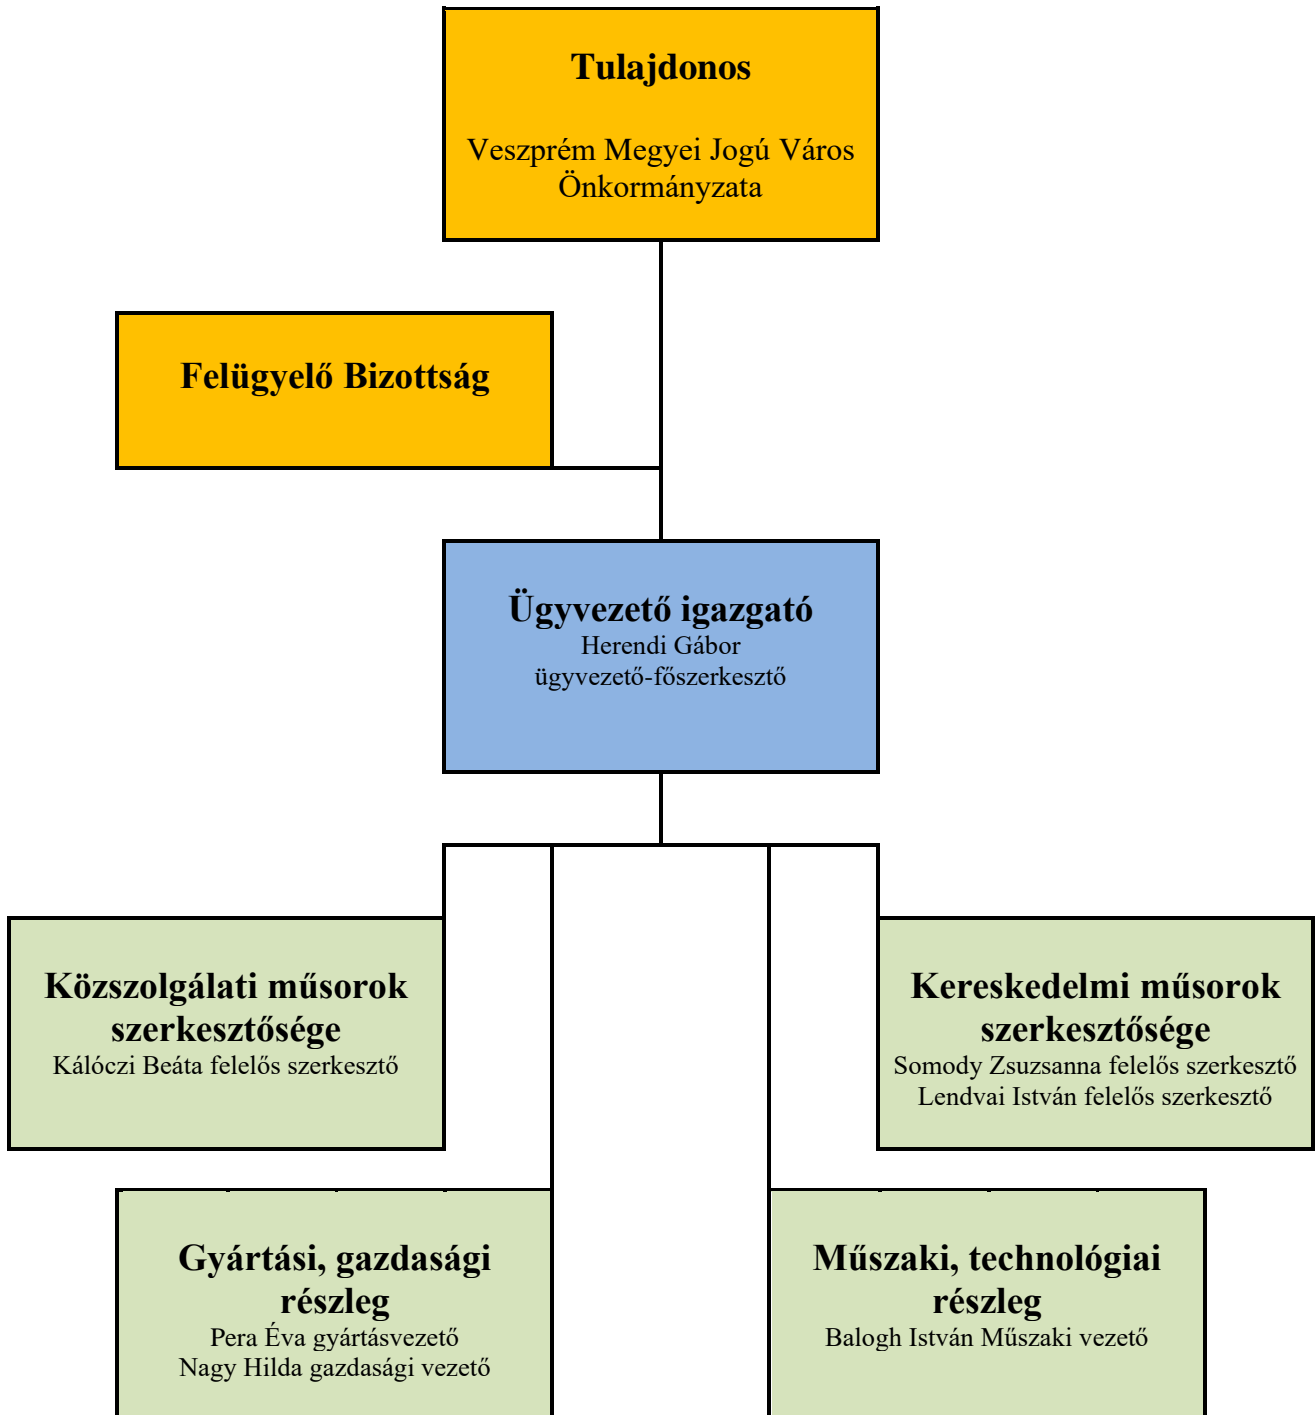 Tulajdonos
Veszprém Megyei Jogú Város
Önkormányzata
Felügyelő Bizottság
Ügyvezető igazgató
Herendi Gábor
ügyvezető-főszerkesztő
Közszolgálati műsorok
szerkesztősége
Kálóczi Beáta felelős szerkesztő
Kereskedelmi műsorok
szerkesztősége
Somody Zsuzsanna felelős szerkesztő
Lendvai István felelős szerkesztő
Gyártási, gazdasági
részleg
Pera Éva gyártásvezető
Nagy Hilda gazdasági vezető
Műszaki, technológiai
részleg
Balogh István Műszaki vezető